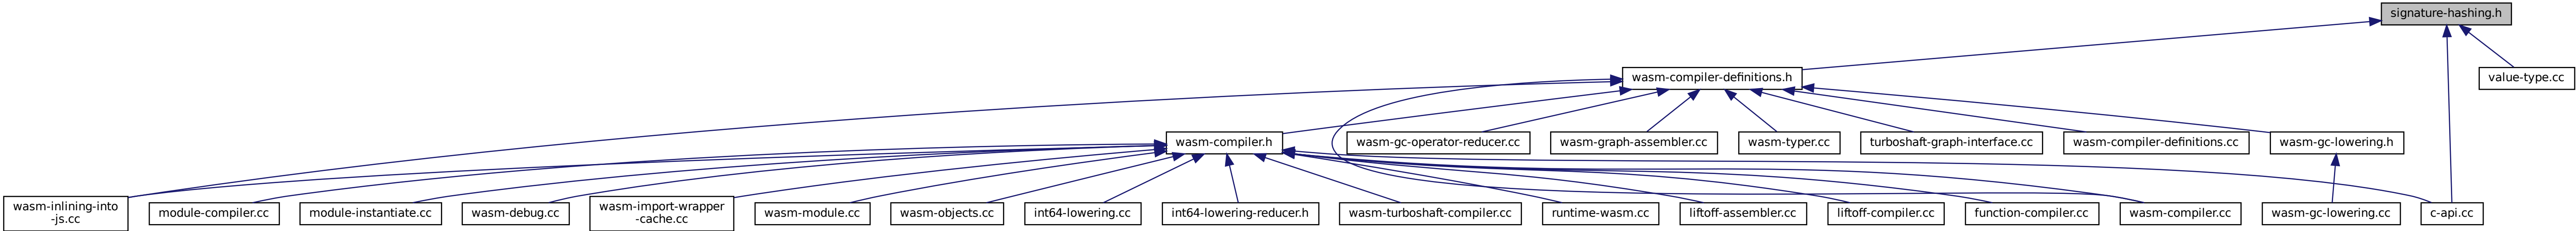 signature-hashing.h
wasm-compiler-definitions.h
value-type.cc
wasm-compiler.h
wasm-gc-operator-reducer.cc
wasm-graph-assembler.cc
wasm-typer.cc
turboshaft-graph-interface.cc
wasm-compiler-definitions.cc
wasm-gc-lowering.h
wasm-inlining-into
-js.cc
module-compiler.cc
module-instantiate.cc
wasm-debug.cc
wasm-import-wrapper
-cache.cc
wasm-module.cc
wasm-objects.cc
int64-lowering.cc
int64-lowering-reducer.h
wasm-turboshaft-compiler.cc
runtime-wasm.cc
liftoff-assembler.cc
liftoff-compiler.cc
function-compiler.cc
wasm-compiler.cc
wasm-gc-lowering.cc
c-api.cc